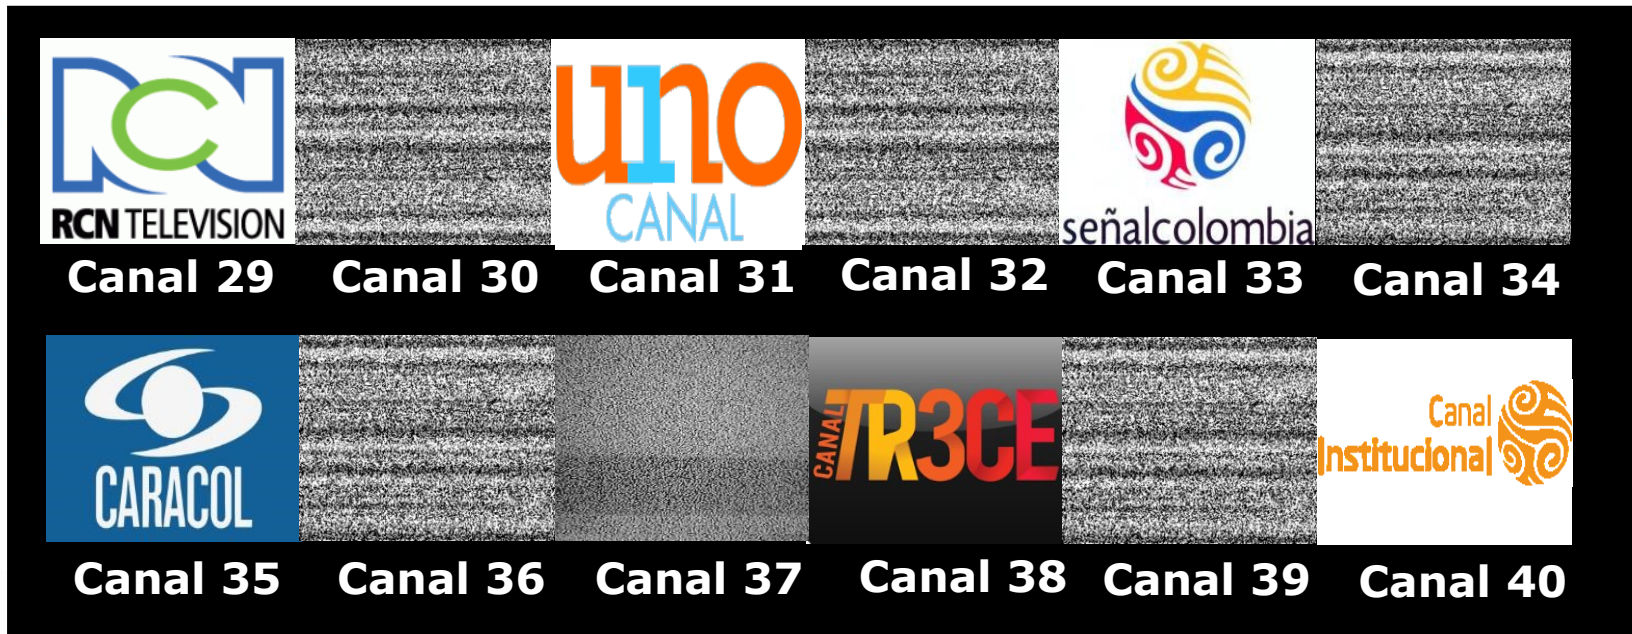 RCN
RCN TELEVISION
uno
CANAL
señalcolombia
Canal 29
Canal 30
Canal 31
Canal 32
Canal 33
Canal 34
CARACOL
CANAL
TR3CE
Canal
Institucional
Canal 35
Canal 36
Canal 37
Canal 38
Canal 39
Canal 40